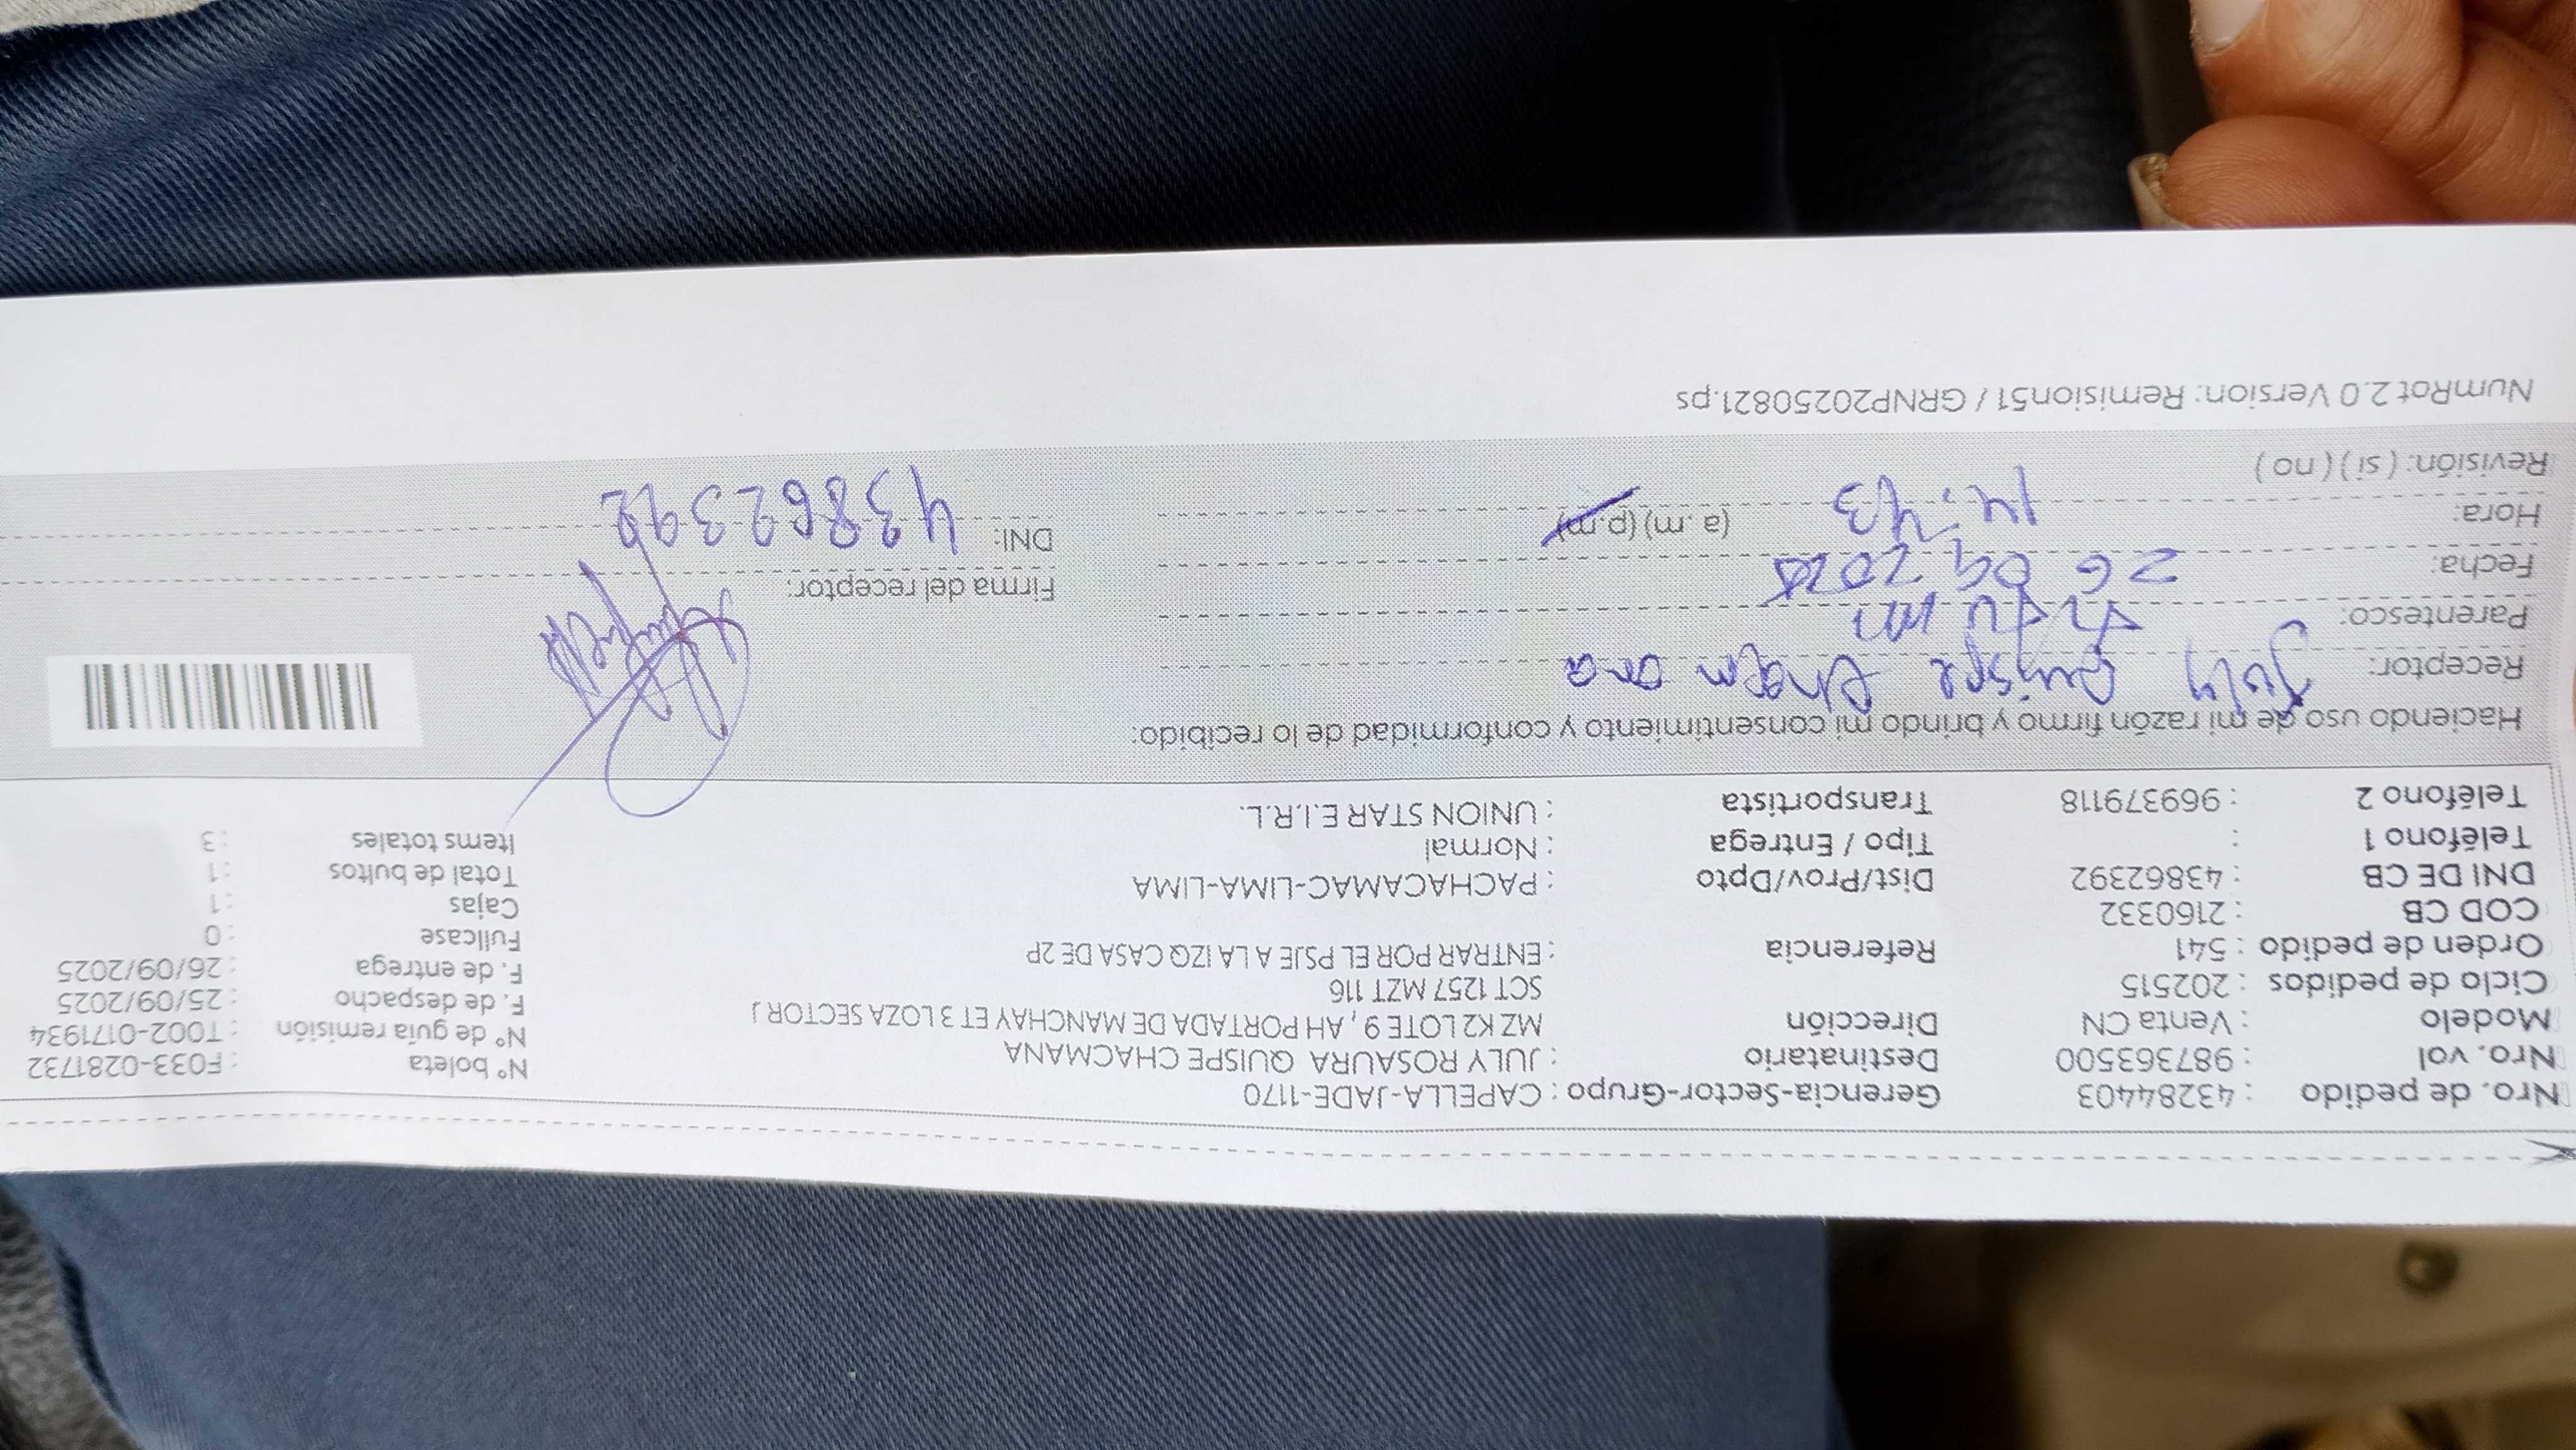 Nro. de pedido : 43284403 Gerencia-Sector-Grupo : CAPELLA-JADE-1170
Nro. vol : 987363500 Destinatario : JULY ROSAURA QUISPE CHACMANA N° boleta : F033-0281732
Modelo : Venta CN Dirección MZ K2 LOTE 9 , AH PORTADA DE MANCHAY ET 3 LOZA SECTOR J N° de guía remisión : T002-0171934
Ciclo de pedidos : 202515 SCT 1257 MZT 116 F. de despacho : 25/09/2025
Orden de pedido : 541 Referencia : ENTRAR POR EL PSJE A LA IZQ CASA DE 2P F. de entrega : 26/09/2025
COD CB : 2160332 Fullcase : 0
DNI DE CB : 43862392 Dist/Prov/Dpto : PACHACAMAC-LIMA-LIMA Cajas : 1
Teléfono 1 : Tipo / Entrega : Normal Total de bultos : 1
Teléfono 2 : 969379118 Transportista : UNION STAR E.I.R.L. Items totales : 3
Haciendo uso de mi razón firmo y brindo mi consentimiento y conformidad de lo recibido:
Receptor: July Quispe Chacmana
Parentesco:
Fecha: 26 09 2025 Firma del receptor:
Hora: 14:43 (a.m) (p.m) DNI: 43862392
Revisión: ( si ) ( no )
NumRot 2.0 Version: Remision51 / GRNP20250821.ps